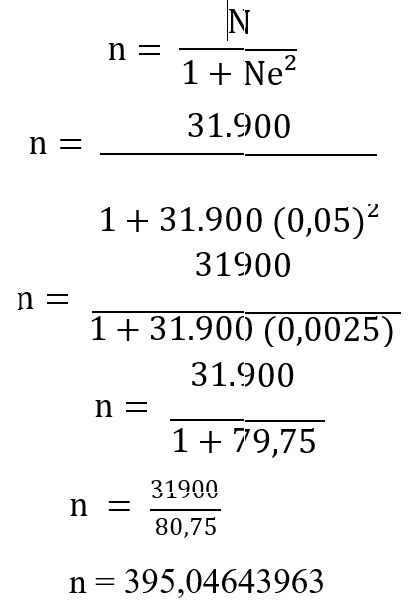 n = N
1 + Ne²
31.900
n =
1 + 31.900 (0,05)²
31900
n =
1 + 31.900 (0,0025)
31.900
n =
1 + 79,75
n = 31900
80,75
n = 395,04643963